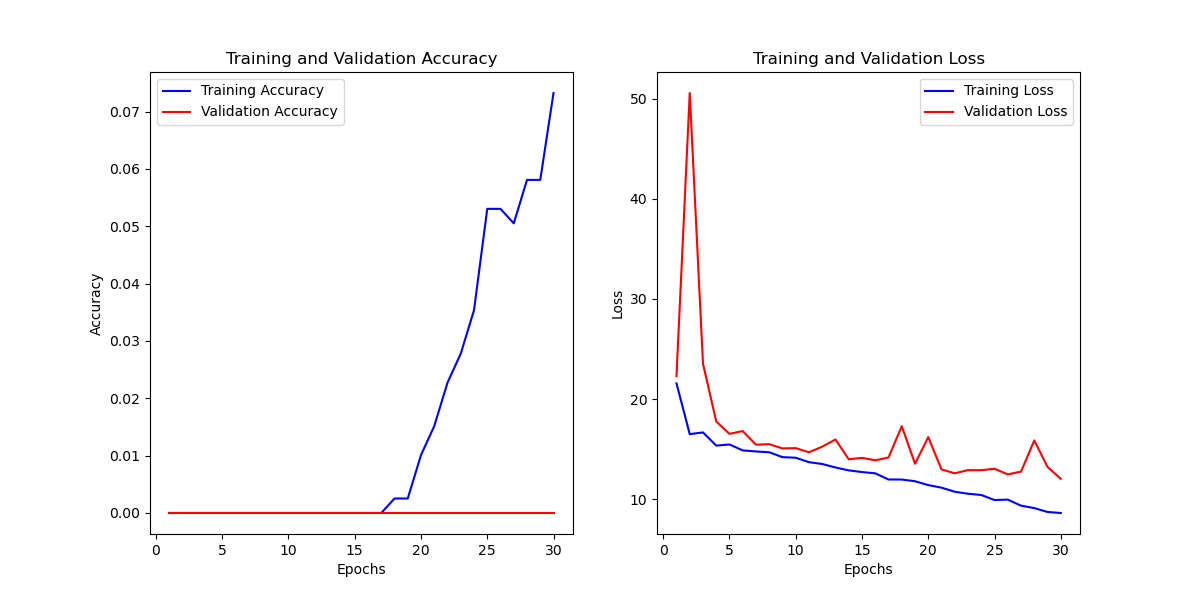 Training and Validation Accuracy
Training Accuracy
Validation Accuracy
0.07
0.06
0.05
0.04
0.03
0.02
0.01
0.00
Accuracy
0 5 10 15 20 25 30
Epochs
Training and Validation Loss
Training Loss
Validation Loss
50
40
30
20
10
Loss
0 5 10 15 20 25 30
Epochs